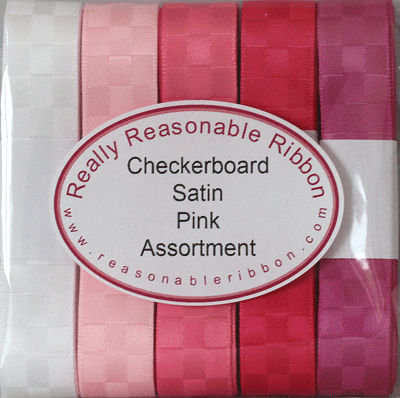 Really Reasonable Ribbon
Checkerboard
Satin
Pink
Assortment
www.reasonableribbon.com